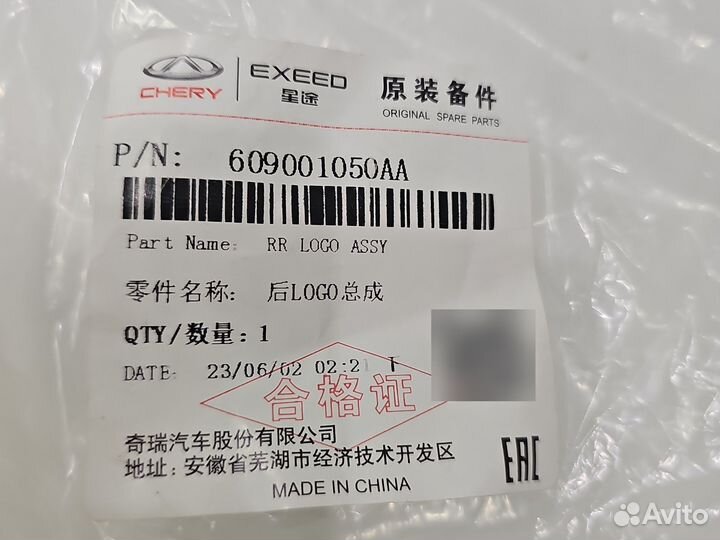 CHERY
EXEED
星途
原装备件
ORIGINAL SPARE PARTS
P/N: 609001050AA
Part Name: RR LOGO ASSY
零件名称: 后LOGO总成
QTY/数量: 1
DATE: 23/06/02 02:21
合格证
奇瑞汽车股份有限公司
地址: 安徽省芜湖市经济技术开发区
MADE IN CHINA
EAC
Avito